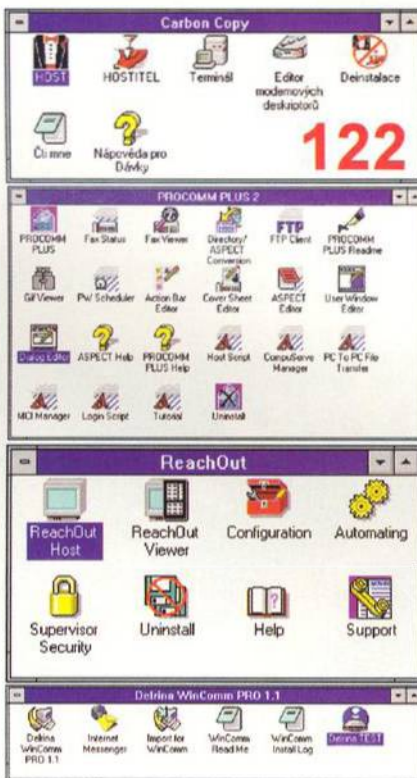 Carbon Copy
HOST
HOSTITEL
Terminál
Editor modemových deskriptorů
Deinstalace
Čti mne
Nápověda pro Dávky
122
PROCOMM PLUS 2
PROCOMM PLUS
Fax Status
Fax Viewer
Directory/ ASPECT Conversion
FTP
FTP Client
PROCOMM PLUS Readme
Gif Viewer
PW Scheduler
Action Bar Editor
Cover Sheet Editor
ASPECT Editor
User Window Editor
Dialog Editor
ASPECT Help
PROCOMM PLUS Help
Host Script
CompuServe Manager
PC To PC File Transfer
MCI Manager
Login Script
Tutorial
Uninstall
ReachOut
ReachOut Host
ReachOut Viewer
Configuration
Automating
Supervisor Security
Uninstall
Help
Support
Delrina WinComm PRO 1.1
Delrina WinComm PRO 1.1
Internet Messenger
Import for WinComm
WinComm Read Me
WinComm Install Log
Delrina TEST